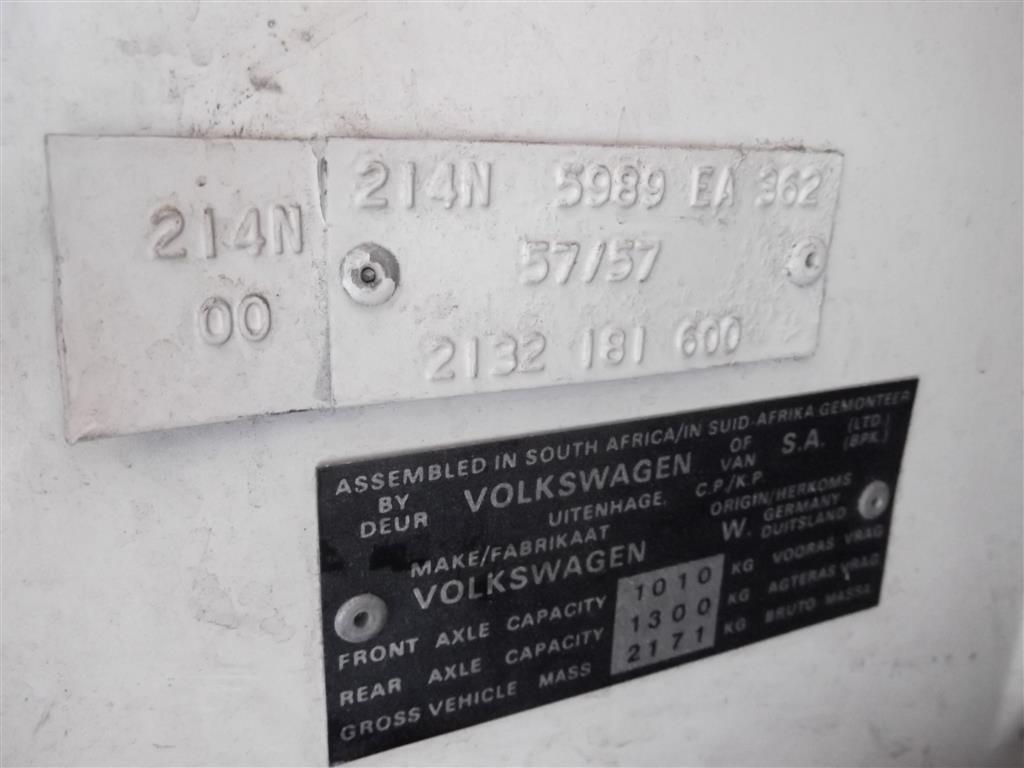 214N
00
214N 5989 EA 362
57/57
2132 181 600
ASSEMBLED IN SOUTH AFRICA/IN SUID-AFRIKA GEMONTEER
BY DEUR VOLKSWAGEN OF VAN S.A. (LTD.) (BPK.)
UITENHAGE. C.P./K.P.
MAKE/FABRIKAAT ORIGIN/HERKOMS
VOLKSWAGEN W. GERMANY DUITSLAND
FRONT AXLE CAPACITY 1010 KG VOORAS VRAG
REAR AXLE CAPACITY 1300 KG AGTERAS VRAG
GROSS VEHICLE MASS 2171 KG BRUTO MASSA